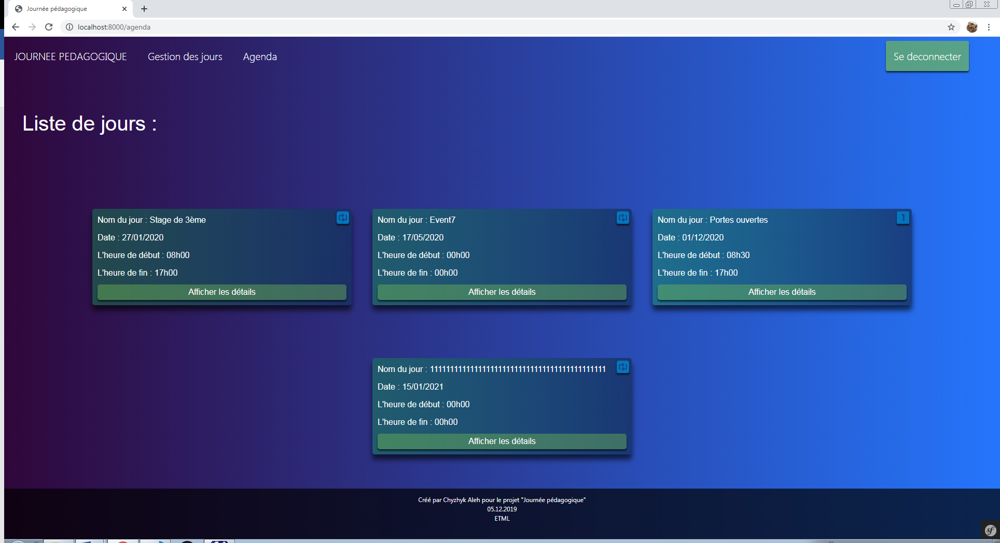 Journée pédagogique
localhost:8000/agenda
JOURNEE PEDAGOGIQUE Gestion des jours Agenda Se deconnecter
Liste de jours :
Nom du jour : Stage de 3ème
Date : 27/01/2020
L'heure de début : 08h00
L'heure de fin : 17h00
Afficher les détails
Nom du jour : Event7
Date : 17/05/2020
L'heure de début : 00h00
L'heure de fin : 00h00
Afficher les détails
Nom du jour : Portes ouvertes
1
Date : 01/12/2020
L'heure de début : 08h30
L'heure de fin : 17h00
Afficher les détails
Nom du jour :
Date : 15/01/2021
L'heure de début : 00h00
L'heure de fin : 00h00
Afficher les détails
Créé par Chyzhyk Aleh pour le projet "Journée pédagogique"
05.12.2019
ETML
sf